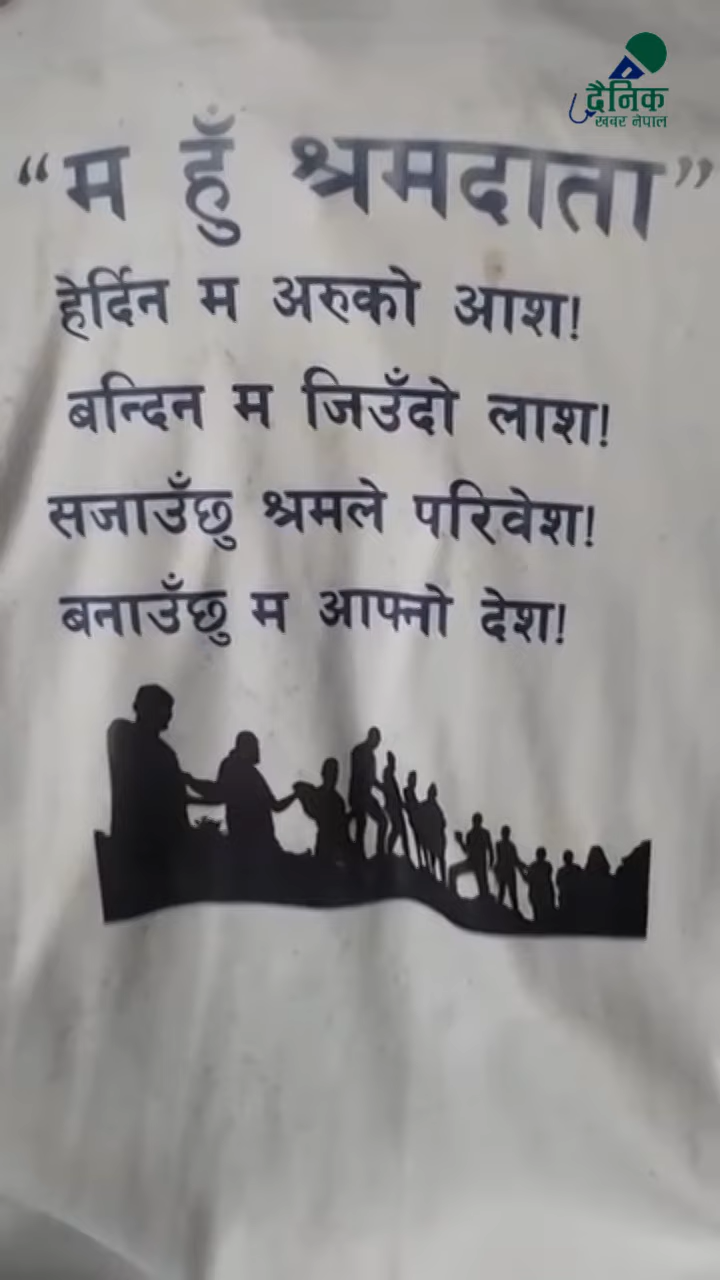 दैनिक
खबर नेपाल
“म हुँ श्रमदाता”
हेर्दिन म अरुको आश!
बन्दिन म जिउँदो लाश!
सजाउँछु श्रमले परिवेश!
बनाउँछु म आफ्नो देश!